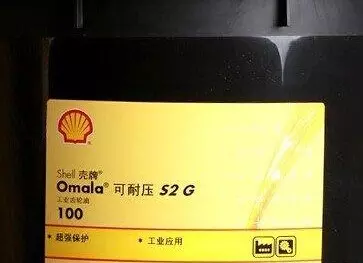 Shell 壳牌®
Omala® 可耐压 S2 G
工业齿轮油
100
• 超强保护 • 工业应用